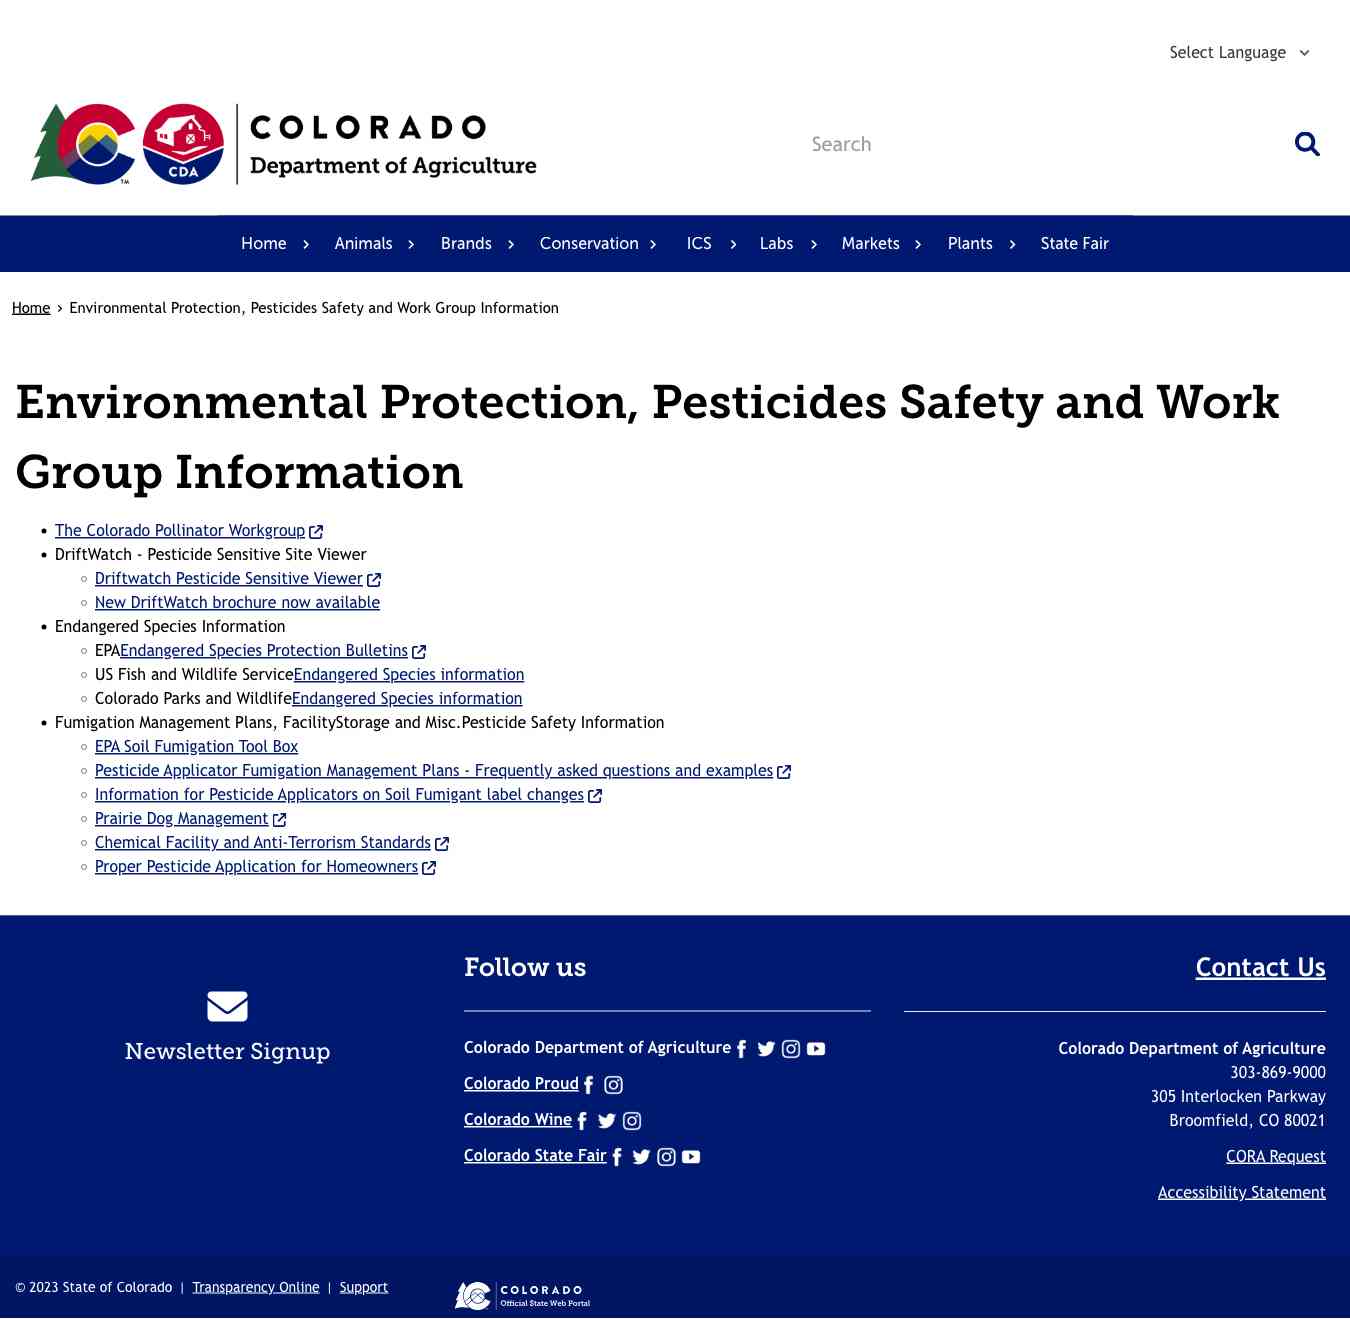 Select Language
COLORADO
Department of Agriculture
CDA
TM
Search
Home Animals Brands Conservation ICS Labs Markets Plants State Fair
Home › Environmental Protection, Pesticides Safety and Work Group Information
Environmental Protection, Pesticides Safety and Work
Group Information
• The Colorado Pollinator Workgroup
• DriftWatch - Pesticide Sensitive Site Viewer
○ Driftwatch Pesticide Sensitive Viewer
○ New DriftWatch brochure now available
• Endangered Species Information
○ EPAEndangered Species Protection Bulletins
○ US Fish and Wildlife ServiceEndangered Species information
○ Colorado Parks and WildlifeEndangered Species information
• Fumigation Management Plans, FacilityStorage and Misc.Pesticide Safety Information
○ EPA Soil Fumigation Tool Box
○ Pesticide Applicator Fumigation Management Plans - Frequently asked questions and examples
○ Information for Pesticide Applicators on Soil Fumigant label changes
○ Prairie Dog Management
○ Chemical Facility and Anti-Terrorism Standards
○ Proper Pesticide Application for Homeowners
Newsletter Signup
Follow us
Colorado Department of Agriculture
Colorado Proud
Colorado Wine
Colorado State Fair
Contact Us
Colorado Department of Agriculture
303-869-9000
305 Interlocken Parkway
Broomfield, CO 80021
CORA Request
Accessibility Statement
© 2023 State of Colorado | Transparency Online | Support
COLORADO
Official State Web Portal